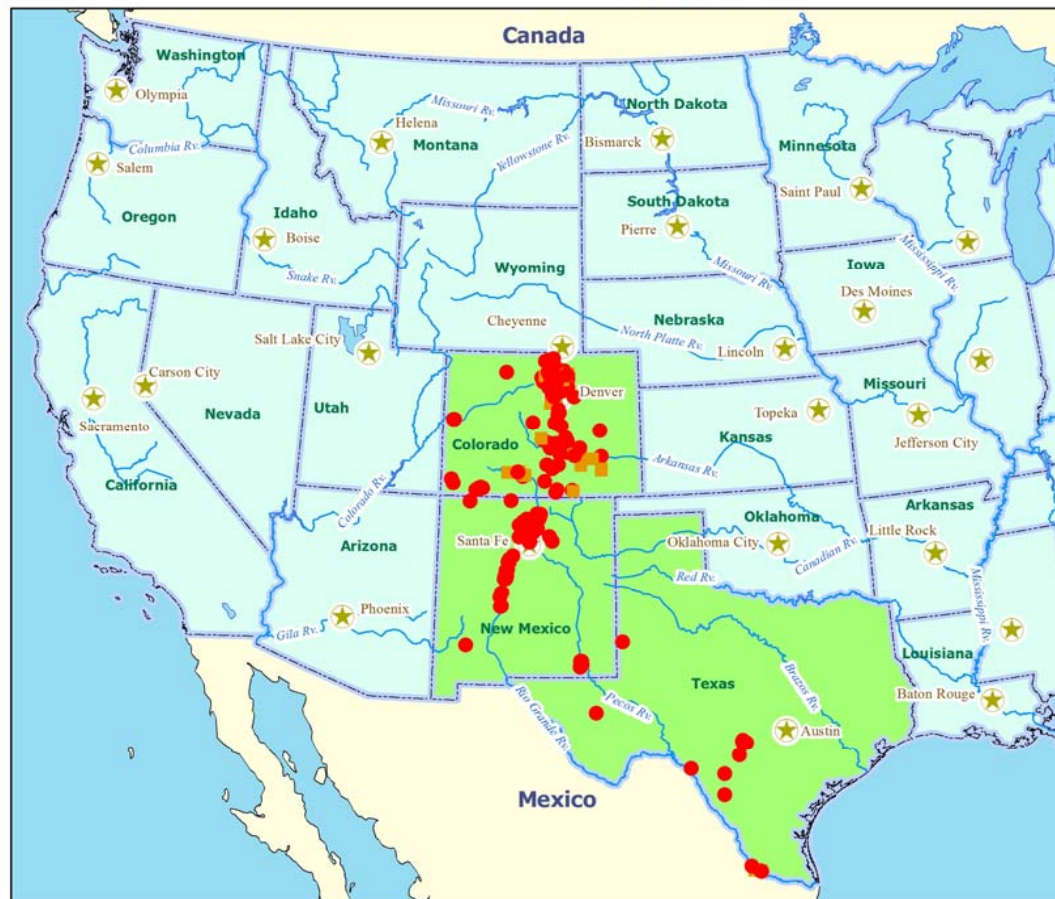 Canada
Washington
Olympia
Columbia Rv.
Salem
Oregon
Idaho
Boise
Snake Rv.
Helena
Missouri Rv.
Montana
Yellowstone Rv.
North Dakota
Bismarck
South Dakota
Pierre
Missouri Rv.
Minnesota
Saint Paul
Mississippi Rv.
Wyoming
Cheyenne
Iowa
Des Moines
Nebraska
North Platte Rv.
Lincoln
Salt Lake City
Carson City
Sacramento
Nevada
Utah
California
Colorado Rv.
Denver
Colorado
Arkansas Rv.
Topeka
Kansas
Missouri
Jefferson City
Arizona
Phoenix
Gila Rv.
Santa Fe
New Mexico
Oklahoma
Oklahoma City
Canadian Rv.
Red Rv.
Arkansas
Little Rock
Mississippi Rv.
Louisiana
Baton Rouge
Texas
Brazos Rv.
Pecos Rv.
Rio Grande Rv.
Austin
Mexico